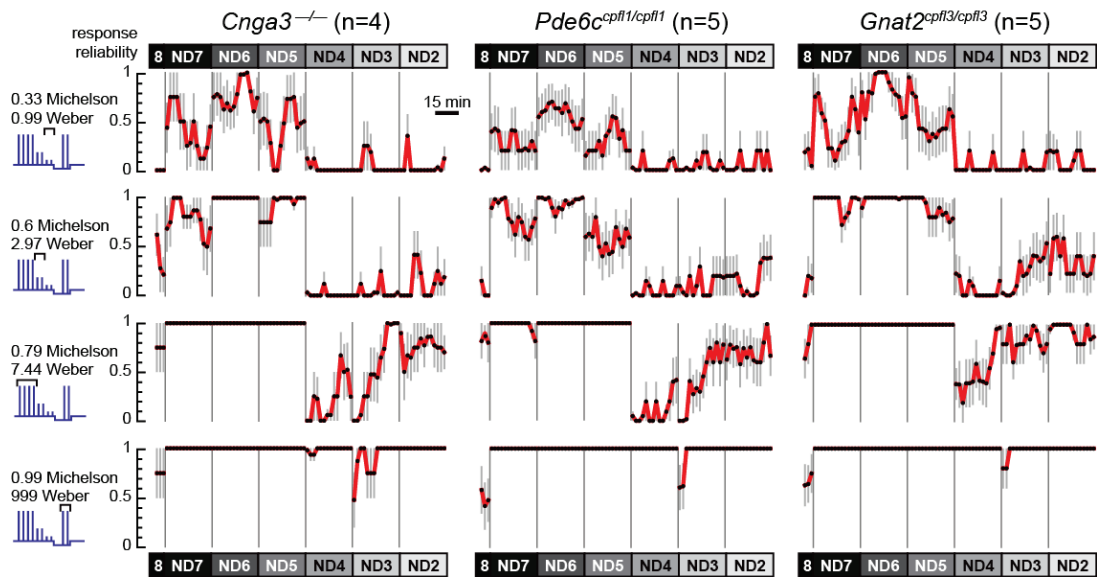 Cnga3 —/— (n=4) Pde6c cpfl1/cpfl1 (n=5) Gnat2 cpfl3/cpfl3 (n=5)
response
reliability
8 ND7 ND6 ND5 ND4 ND3 ND2 8 ND7 ND6 ND5 ND4 ND3 ND2 8 ND7 ND6 ND5 ND4 ND3 ND2
1
0.33 Michelson
0.99 Weber
15 min
0.5
0
1
0.6 Michelson
2.97 Weber
0.5
0
1
0.79 Michelson
7.44 Weber
0.5
0
1
0.99 Michelson
999 Weber
0.5
0
8 ND7 ND6 ND5 ND4 ND3 ND2 8 ND7 ND6 ND5 ND4 ND3 ND2 8 ND7 ND6 ND5 ND4 ND3 ND2